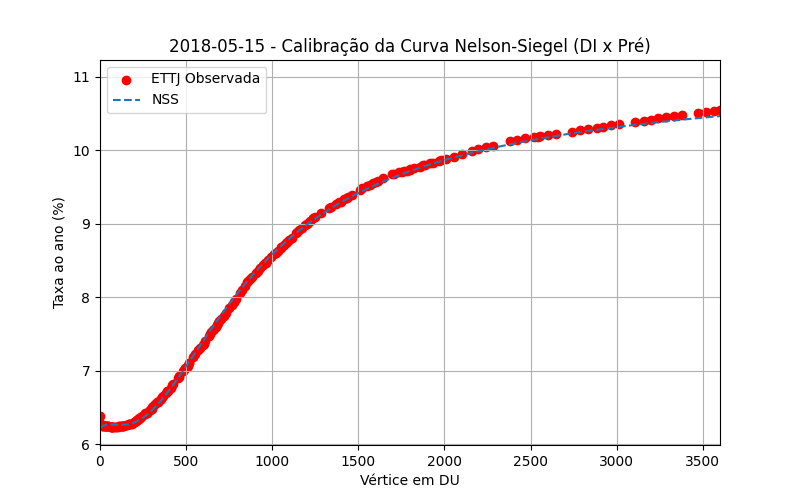 2018-05-15 - Calibração da Curva Nelson-Siegel (DI x Pré)
ETTJ Observada
NSS
Taxa ao ano (%)
11
10
9
8
7
6
0 500 1000 1500 2000 2500 3000 3500
Vértice em DU